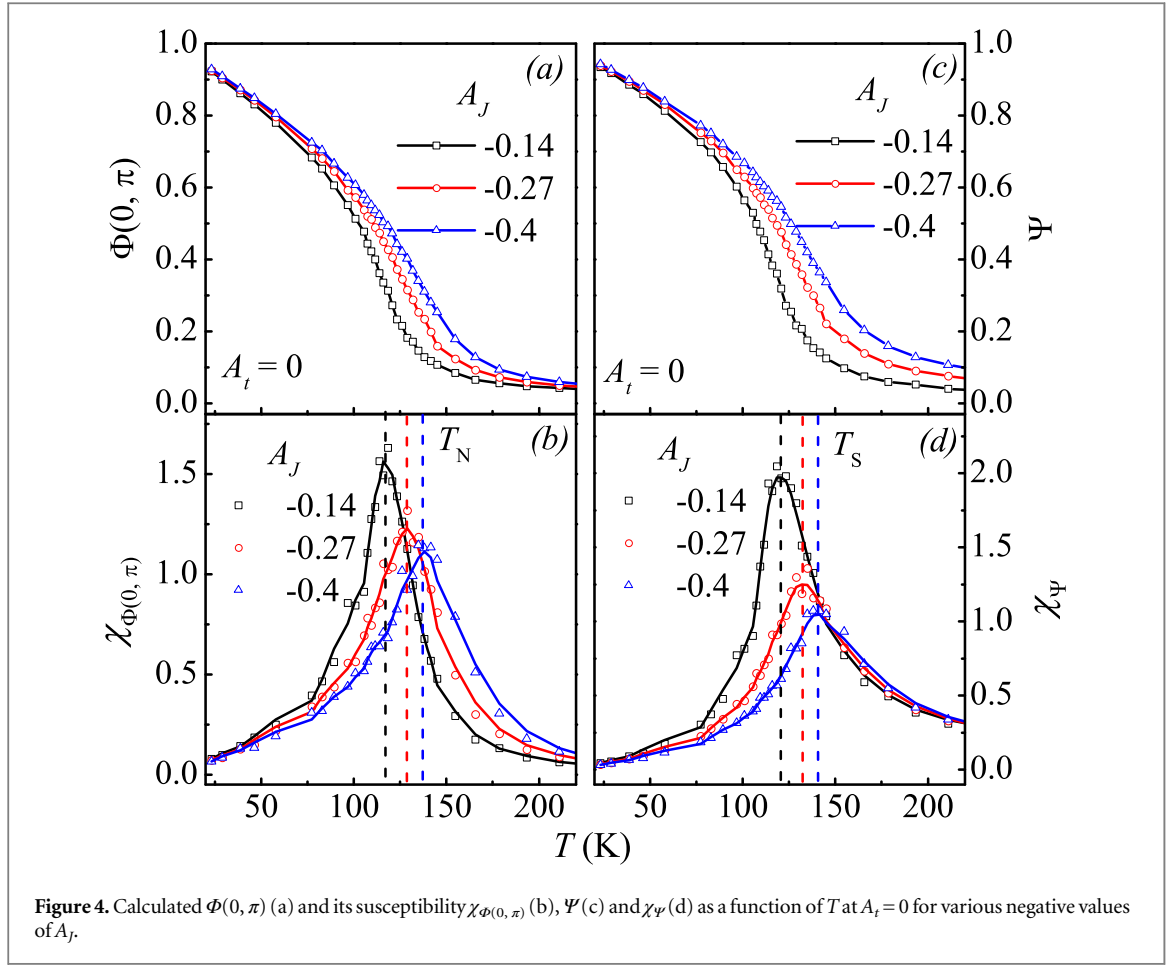 (a)
1.0
0.8
0.6
0.4
0.2
0.0
Φ(0, π)
A_J
-0.14
-0.27
-0.4
A_t = 0
(c)
A_J
-0.14
-0.27
-0.4
A_t = 0
1.0
0.8
0.6
0.4
0.2
0.0
Ψ
(b)
1.5
1.0
0.5
0.0
χ_Φ(0, π)
A_J
-0.14
-0.27
-0.4
T_N
50 100 150 200
(d)
A_J
-0.14
-0.27
-0.4
T_S
2.0
1.5
1.0
0.5
0.0
χ_Ψ
50 100 150 200
T (K)
Figure 4. Calculated Φ(0, π) (a) and its susceptibility χ_Φ(0, π) (b), Ψ (c) and χ_Ψ (d) as a function of T at A_t = 0 for various negative values
of A_J.